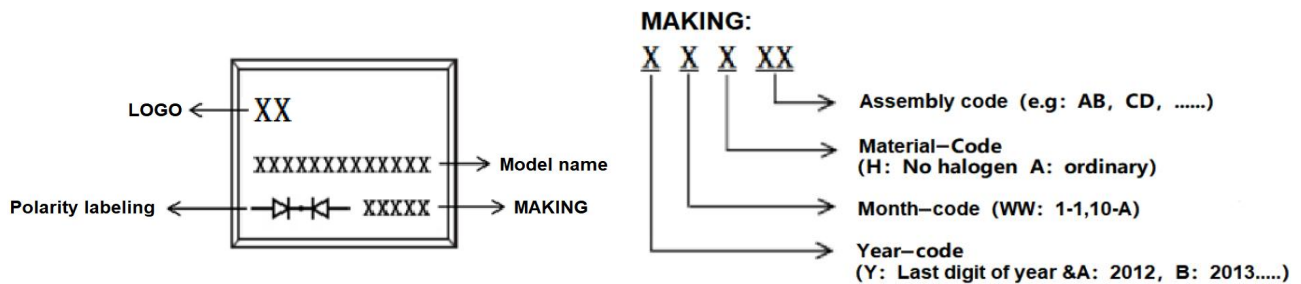 MAKING:
X X X XX
LOGO
XX
XXXXXXXXXXXXX
Model name
Polarity labeling
XXXXX
MAKING
Assembly code (e.g: AB, CD, ......)
Material—Code
(H: No halogen A: ordinary)
Month—code (WW: 1-1,10-A)
Year—code
(Y: Last digit of year &A: 2012, B: 2013.....)